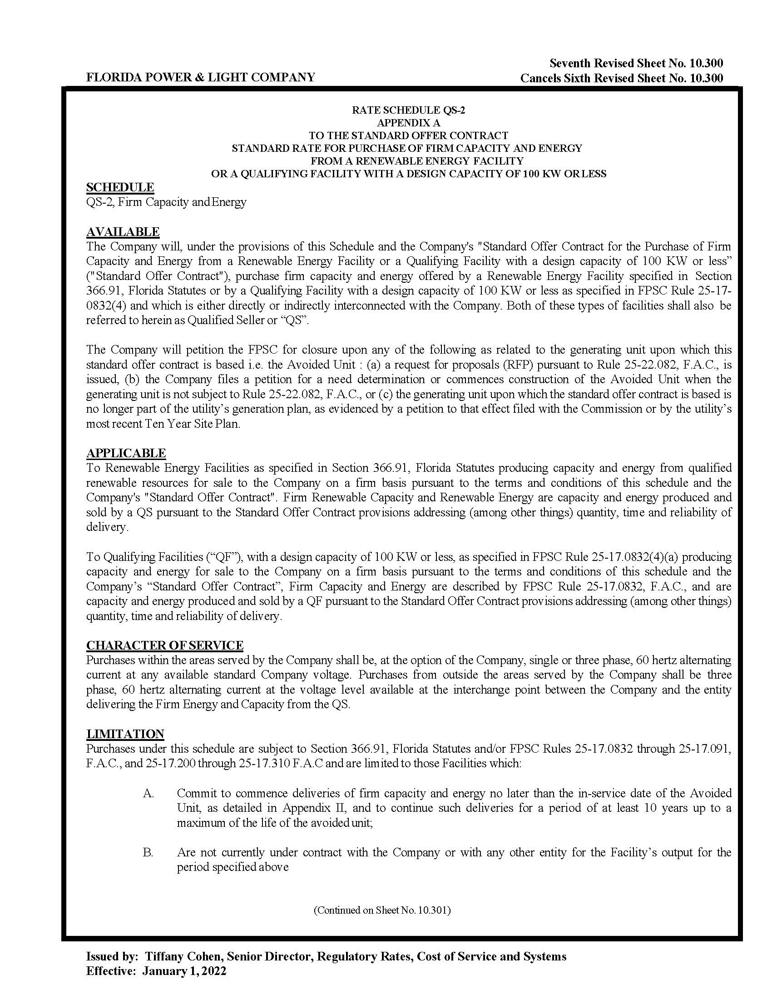 Seventh Revised Sheet No. 10.300
FLORIDA POWER & LIGHT COMPANY
Cancels Sixth Revised Sheet No. 10.300
RATE SCHEDULE QS-2
APPENDIX A
TO THE STANDARD OFFER CONTRACT
STANDARD RATE FOR PURCHASE OF FIRM CAPACITY AND ENERGY
FROM A RENEWABLE ENERGY FACILITY
OR A QUALIFYING FACILITY WITH A DESIGN CAPACITY OF 100 KW OR LESS
SCHEDULE
QS-2, Firm Capacity and Energy
AVAILABLE
The Company will, under the provisions of this Schedule and the Company's "Standard Offer Contract for the Purchase of Firm
Capacity and Energy from a Renewable Energy Facility or a Qualifying Facility with a design capacity of 100 KW or less”
("Standard Offer Contract"), purchase firm capacity and energy offered by a Renewable Energy Facility specified in Section
366.91, Florida Statutes or by a Qualifying Facility with a design capacity of 100 KW or less as specified in FPSC Rule 25-17-
0832(4) and which is either directly or indirectly interconnected with the Company. Both of these types of facilities shall also be
referred to herein as Qualified Seller or “QS”.
The Company will petition the FPSC for closure upon any of the following as related to the generating unit upon which this
standard offer contract is based i.e. the Avoided Unit : (a) a request for proposals (RFP) pursuant to Rule 25-22.082, F.A.C., is
issued, (b) the Company files a petition for a need determination or commences construction of the Avoided Unit when the
generating unit is not subject to Rule 25-22.082, F.A.C., or (c) the generating unit upon which the standard offer contract is based is
no longer part of the utility’s generation plan, as evidenced by a petition to that effect filed with the Commission or by the utility’s
most recent Ten Year Site Plan.
APPLICABLE
To Renewable Energy Facilities as specified in Section 366.91, Florida Statutes producing capacity and energy from qualified
renewable resources for sale to the Company on a firm basis pursuant to the terms and conditions of this schedule and the
Company's "Standard Offer Contract". Firm Renewable Capacity and Renewable Energy are capacity and energy produced and
sold by a QS pursuant to the Standard Offer Contract provisions addressing (among other things) quantity, time and reliability of
delivery.
To Qualifying Facilities (“QF”), with a design capacity of 100 KW or less, as specified in FPSC Rule 25-17.0832(4)(a) producing
capacity and energy for sale to the Company on a firm basis pursuant to the terms and conditions of this schedule and the
Company’s “Standard Offer Contract”, Firm Capacity and Energy are described by FPSC Rule 25-17.0832, F.A.C., and are
capacity and energy produced and sold by a QF pursuant to the Standard Offer Contract provisions addressing (among other things)
quantity, time and reliability of delivery.
CHARACTER OF SERVICE
Purchases within the areas served by the Company shall be, at the option of the Company, single or three phase, 60 hertz alternating
current at any available standard Company voltage. Purchases from outside the areas served by the Company shall be three
phase, 60 hertz alternating current at the voltage level available at the interchange point between the Company and the entity
delivering the Firm Energy and Capacity from the QS.
LIMITATION
Purchases under this schedule are subject to Section 366.91, Florida Statutes and/or FPSC Rules 25-17.0832 through 25-17.091,
F.A.C., and 25-17.200 through 25-17.310 F.A.C and are limited to those Facilities which:
A. Commit to commence deliveries of firm capacity and energy no later than the in-service date of the Avoided
Unit, as detailed in Appendix II, and to continue such deliveries for a period of at least 10 years up to a
maximum of the life of the avoided unit;
B. Are not currently under contract with the Company or with any other entity for the Facility’s output for the
period specified above
(Continued on Sheet No. 10.301)
Issued by: Tiffany Cohen, Senior Director, Regulatory Rates, Cost of Service and Systems
Effective: January 1, 2022